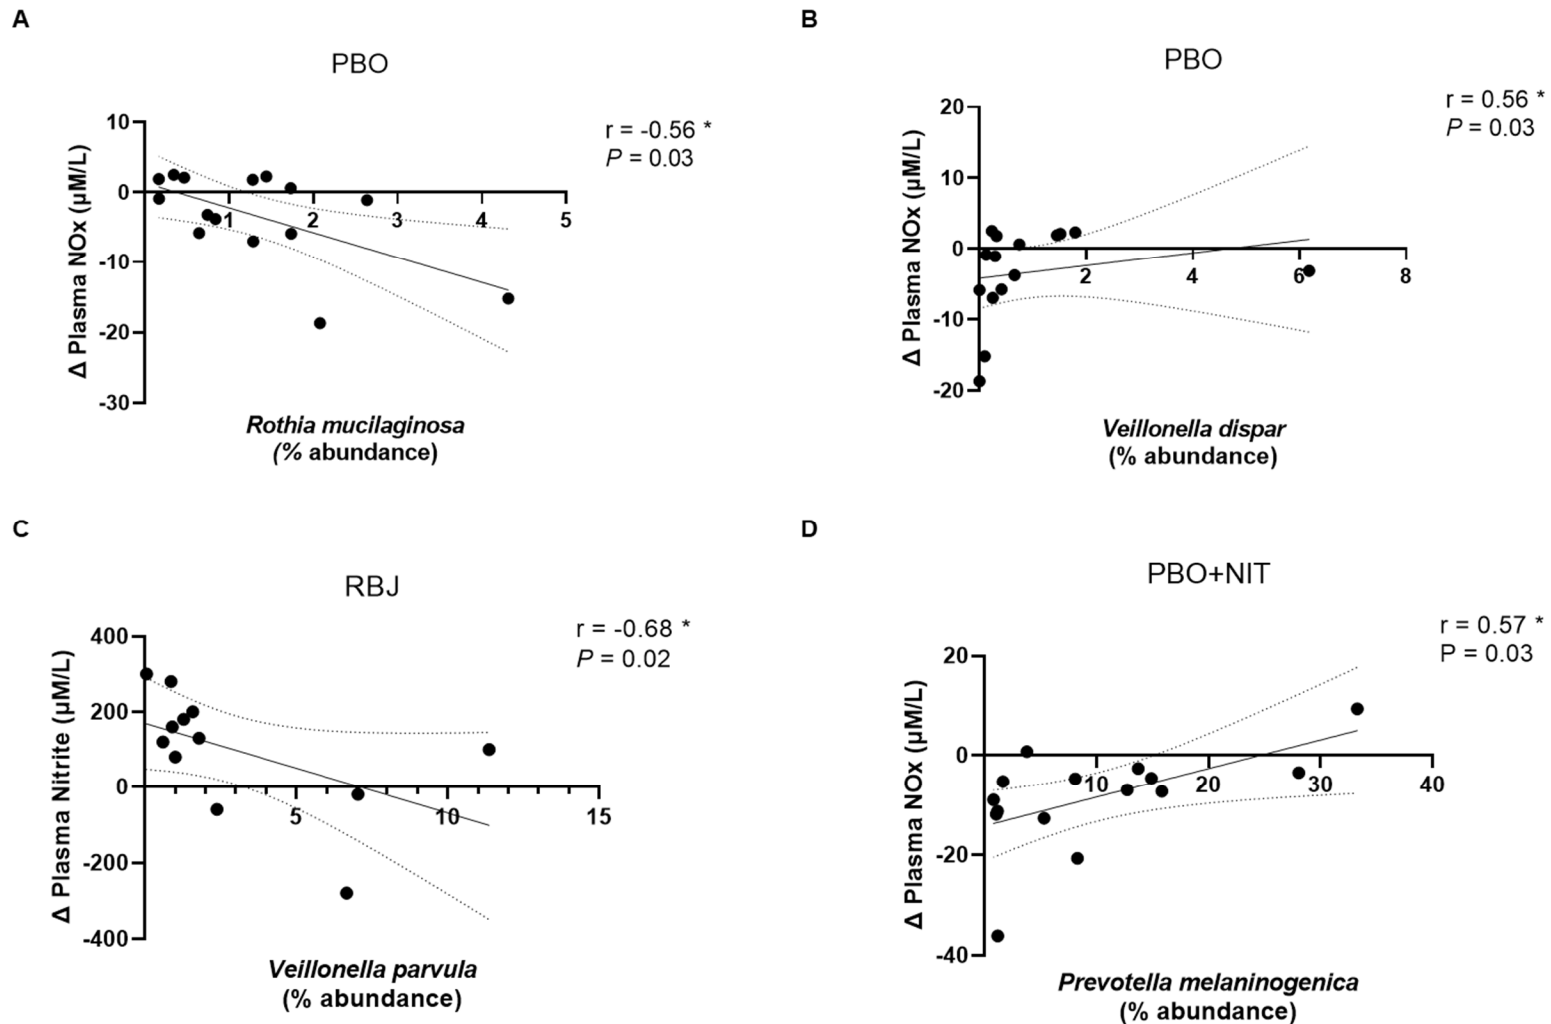 A
PBO
r = -0.56 *
P = 0.03
10
0
-10
-20
-30
1
2
3
4
5
Δ Plasma NOx (µM/L)
Rothia mucilaginosa
(% abundance)
B
PBO
r = 0.56 *
P = 0.03
20
10
0
-10
-20
2
4
6
8
Δ Plasma NOx (µM/L)
Veillonella dispar
(% abundance)
C
RBJ
r = -0.68 *
P = 0.02
400
200
0
-200
-400
5
10
15
Δ Plasma Nitrite (µM/L)
Veillonella parvula
(% abundance)
D
PBO+NIT
r = 0.57 *
P = 0.03
20
0
-20
-40
10
20
30
40
Δ Plasma NOx (µM/L)
Prevotella melaninogenica
(% abundance)